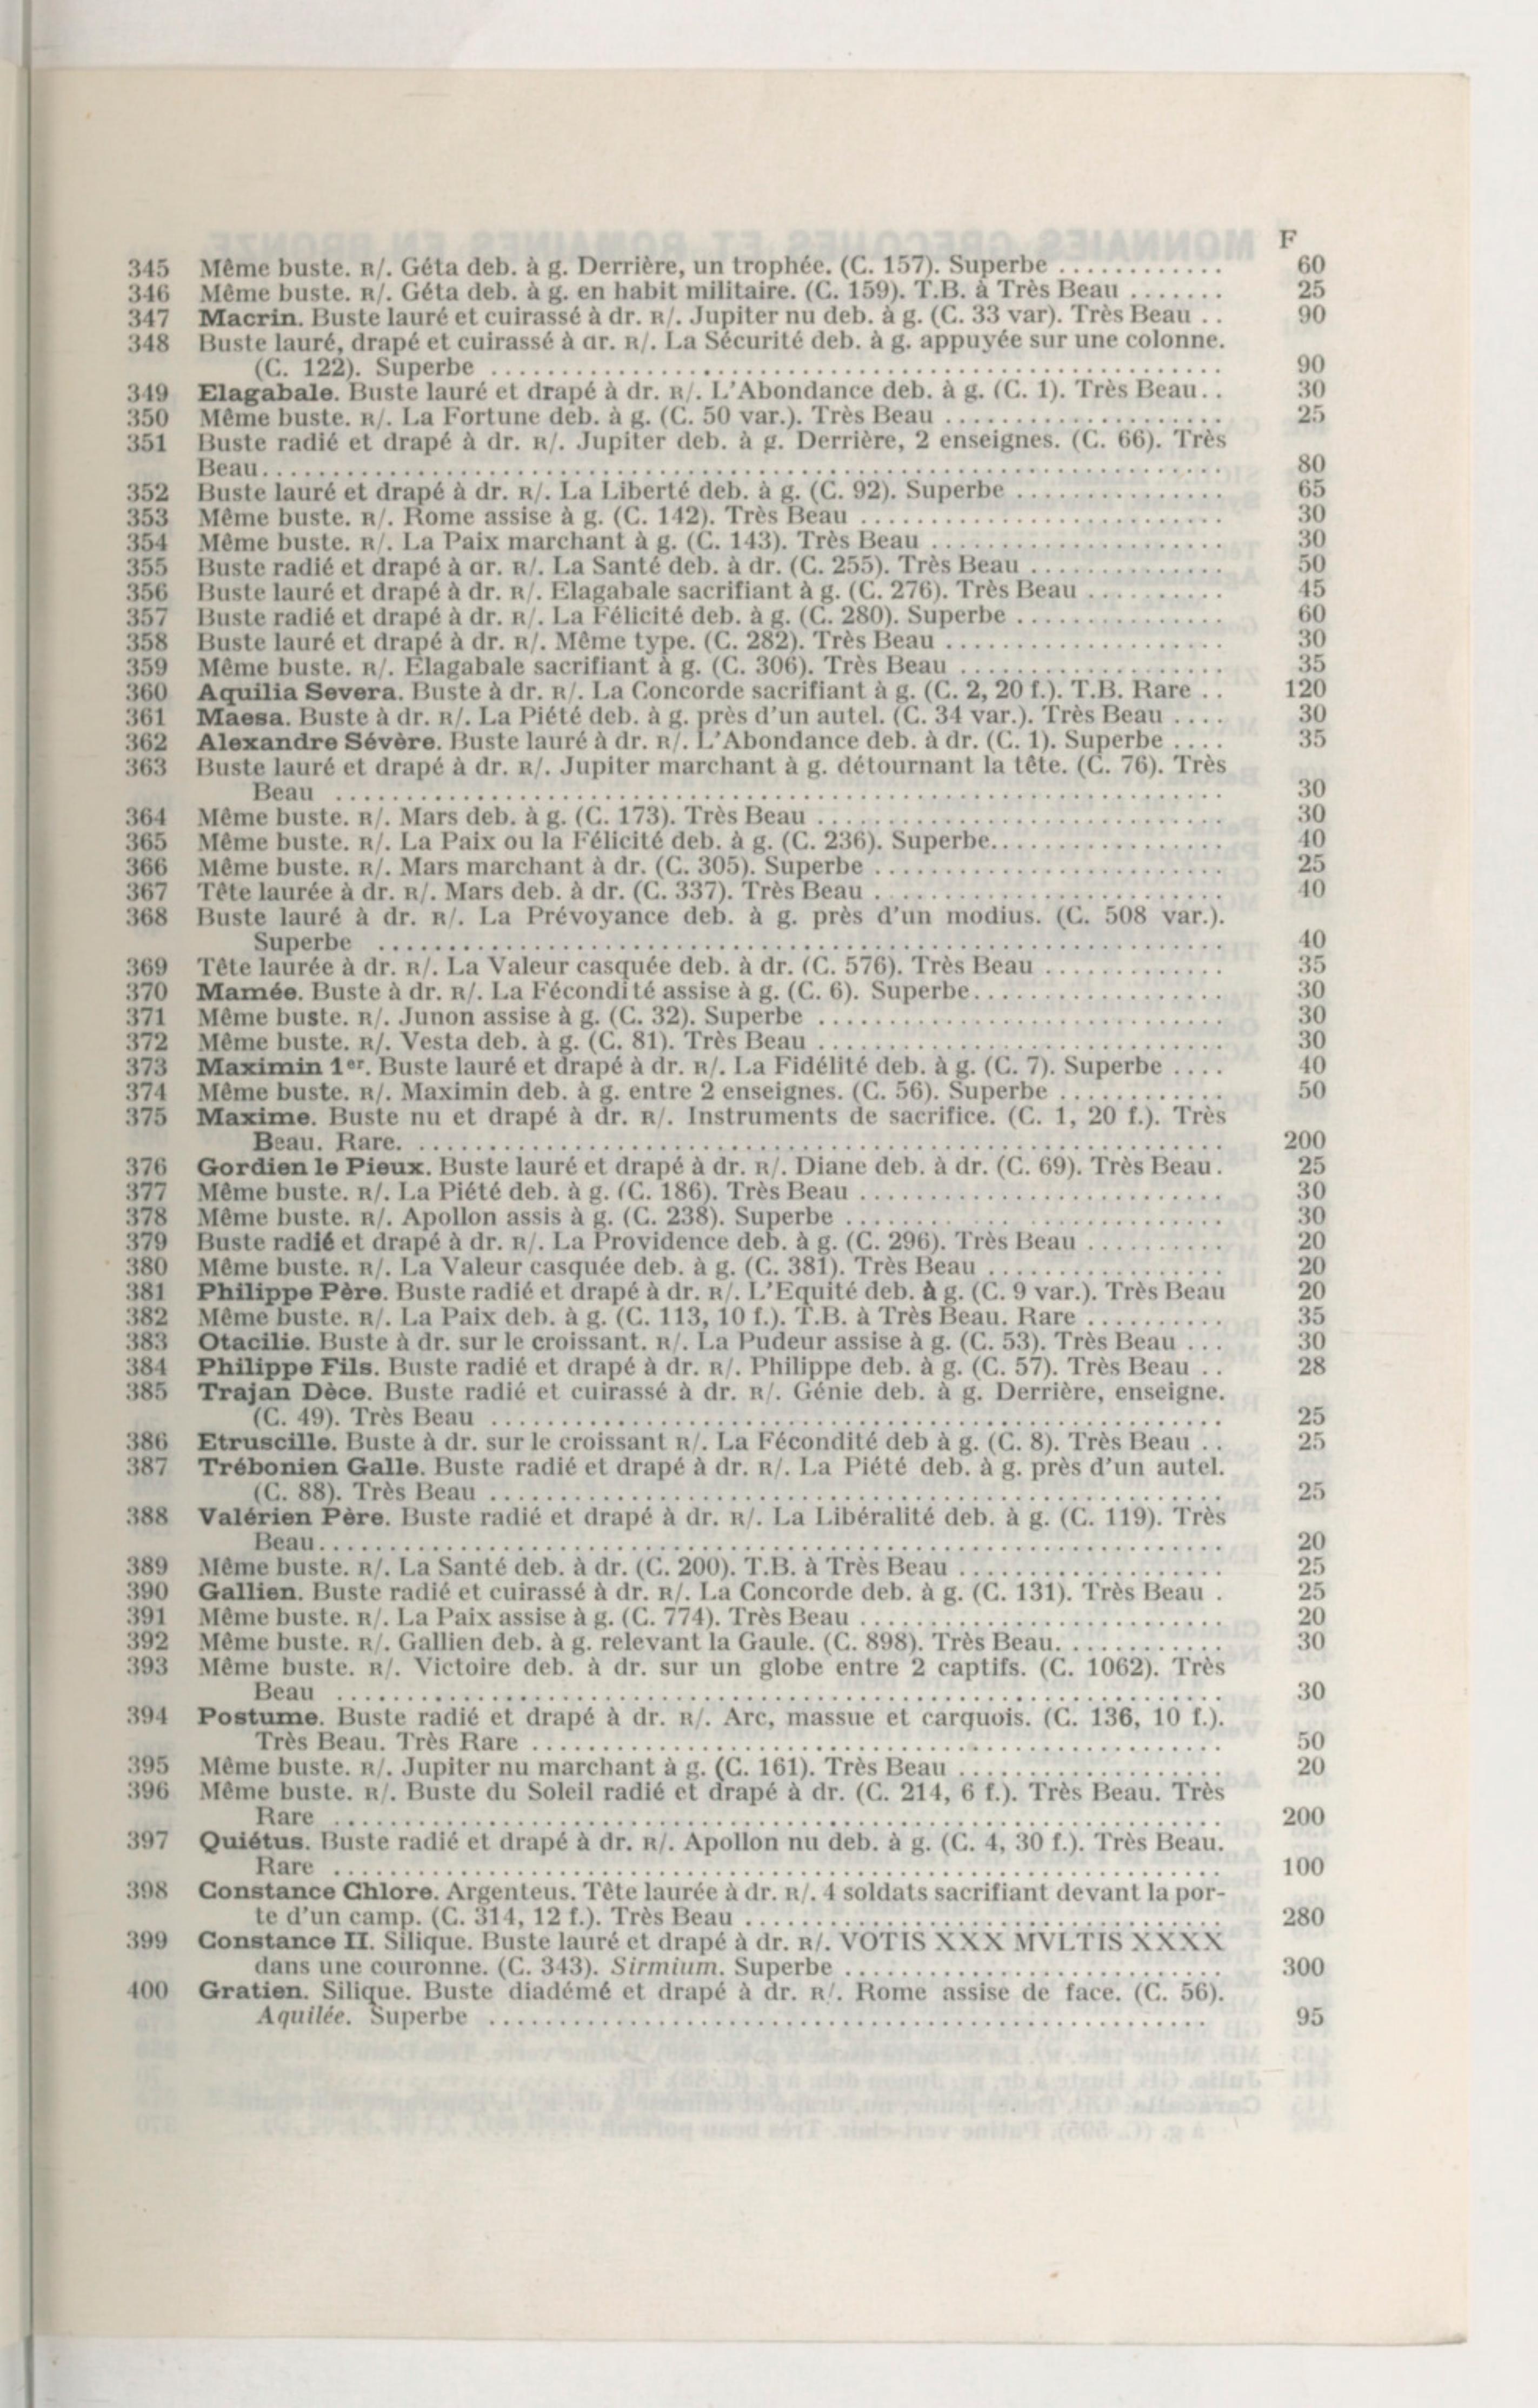 F
345 Même buste. R/. Géta deb. à g. Derrière, un trophée. (C. 157). Superbe ............ 60
346 Même buste. R/. Géta deb. à g. en habit militaire. (C. 159). T.B. à Très Beau ....... 25
347 Macrin. Buste lauré et cuirassé à dr. R/. Jupiter nu deb. à g. (C. 33 var). Très Beau .. 90
348 Buste lauré, drapé et cuirassé à dr. R/. La Sécurité deb. à g. appuyée sur une colonne.
(C. 122). Superbe ............ 90
349 Elagabale. Buste lauré et drapé à dr. R/. L'Abondance deb. à g. (C. 1). Très Beau.. 30
350 Même buste. R/. La Fortune deb. à g. (C. 50 var.). Très Beau ............ 25
351 Buste radié et drapé à dr. R/. Jupiter deb. à g. Derrière, 2 enseignes. (C. 66). Très
Beau............ 80
352 Buste lauré et drapé à dr. R/. La Liberté deb. à g. (C. 92). Superbe ............ 65
353 Même buste. R/. Rome assise à g. (C. 142). Très Beau ............ 30
354 Même buste. R/. La Paix marchant à g. (C. 143). Très Beau ............ 30
355 Buste radié et drapé à dr. R/. La Santé deb. à dr. (C. 255). Très Beau ............ 50
356 Buste lauré et drapé à dr. R/. Elagabale sacrifiant à g. (C. 276). Très Beau .......... 45
357 Buste radié et drapé à dr. R/. La Félicité deb. à g. (C. 280). Superbe ............ 60
358 Buste lauré et drapé à dr. R/. Même type. (C. 282). Très Beau ............ 30
359 Même buste. R/. Elagabale sacrifiant à g. (C. 306). Très Beau ............ 35
360 Aquilia Severa. Buste à dr. R/. La Concorde sacrifiant à g. (C. 2, 20 f.). T.B. Rare .. 120
361 Maesa. Buste à dr. R/. La Piété deb. à g. près d'un autel. (C. 34 var.). Très Beau .... 30
362 Alexandre Sévère. Buste lauré à dr. R/. L'Abondance deb. à dr. (C. 1). Superbe .... 35
363 Buste lauré et drapé à dr. R/. Jupiter marchant à g. détournant la tête. (C. 76). Très
Beau ............ 30
364 Même buste. R/. Mars deb. à g. (C. 173). Très Beau ............ 30
365 Même buste. R/. La Paix ou la Félicité deb. à g. (C. 236). Superbe............ 40
366 Même buste. R/. Mars marchant à dr. (C. 305). Superbe ............ 25
367 Tête laurée à dr. R/. Mars deb. à dr. (C. 337). Très Beau ............ 40
368 Buste lauré à dr. R/. La Prévoyance deb. à g. près d'un modius. (C. 508 var.).
Superbe ............ 40
369 Tête laurée à dr. R/. La Valeur casquée deb. à dr. (C. 576). Très Beau ............ 35
370 Mamée. Buste à dr. R/. La Fécondité assise à g. (C. 6). Superbe............ 30
371 Même buste. R/. Junon assise à g. (C. 32). Superbe ............ 30
372 Même buste. R/. Vesta deb. à g. (C. 81). Très Beau ............ 30
373 Maximin 1er. Buste lauré et drapé à dr. R/. La Fidélité deb. à g. (C. 7). Superbe .... 40
374 Même buste. R/. Maximin deb. à g. entre 2 enseignes. (C. 56). Superbe ............ 50
375 Maxime. Buste nu et drapé à dr. R/. Instruments de sacrifice. (C. 1, 20 f.). Très
Beau. Rare. ............ 200
376 Gordien le Pieux. Buste lauré et drapé à dr. R/. Diane deb. à dr. (C. 69). Très Beau. 25
377 Même buste. R/. La Piété deb. à g. (C. 186). Très Beau ............ 30
378 Même buste. R/. Apollon assis à g. (C. 238). Superbe ............ 30
379 Buste radié et drapé à dr. R/. La Providence deb. à g. (C. 296). Très Beau .......... 20
380 Même buste. R/. La Valeur casquée deb. à g. (C. 381). Très Beau ............ 20
381 Philippe Père. Buste radié et drapé à dr. R/. L'Equité deb. à g. (C. 9 var.). Très Beau 20
382 Même buste. R/. La Paix deb. à g. (C. 113, 10 f.). T.B. à Très Beau. Rare .......... 35
383 Otacilie. Buste à dr. sur le croissant. R/. La Pudeur assise à g. (C. 53). Très Beau ... 30
384 Philippe Fils. Buste radié et drapé à dr. R/. Philippe deb. à g. (C. 57). Très Beau .. 28
385 Trajan Dèce. Buste radié et cuirassé à dr. R/. Génie deb. à g. Derrière, enseigne.
(C. 49). Très Beau ............ 25
386 Etruscille. Buste à dr. sur le croissant R/. La Fécondité deb à g. (C. 8). Très Beau .. 25
387 Trébonien Galle. Buste radié et drapé à dr. R/. La Piété deb. à g. près d'un autel.
(C. 88). Très Beau ............ 25
388 Valérien Père. Buste radié et drapé à dr. R/. La Libéralité deb. à g. (C. 119). Très
Beau............ 20
389 Même buste. R/. La Santé deb. à dr. (C. 200). T.B. à Très Beau ............ 25
390 Gallien. Buste radié et cuirassé à dr. R/. La Concorde deb. à g. (C. 131). Très Beau . 25
391 Même buste. R/. La Paix assise à g. (C. 774). Très Beau ............ 20
392 Même buste. R/. Gallien deb. à g. relevant la Gaule. (C. 898). Très Beau............ 30
393 Même buste. R/. Victoire deb. à dr. sur un globe entre 2 captifs. (C. 1062). Très
Beau ............ 30
394 Postume. Buste radié et drapé à dr. R/. Arc, massue et carquois. (C. 136, 10 f.).
Très Beau. Très Rare ............ 50
395 Même buste. R/. Jupiter nu marchant à g. (C. 161). Très Beau ............ 20
396 Même buste. R/. Buste du Soleil radié et drapé à dr. (C. 214, 6 f.). Très Beau. Très
Rare ............ 200
397 Quiétus. Buste radié et drapé à dr. R/. Apollon nu deb. à g. (C. 4, 30 f.). Très Beau.
Rare ............ 100
398 Constance Chlore. Argenteus. Tête laurée à dr. R/. 4 soldats sacrifiant devant la por-
te d'un camp. (C. 314, 12 f.). Très Beau ............ 280
399 Constance II. Silique. Buste lauré et drapé à dr. R/. VOTIS XXX MVLTIS XXXX
dans une couronne. (C. 343). Sirmium. Superbe ............ 300
400 Gratien. Silique. Buste diadémé et drapé à dr. R/. Rome assise de face. (C. 56).
Aquilée. Superbe ............ 95